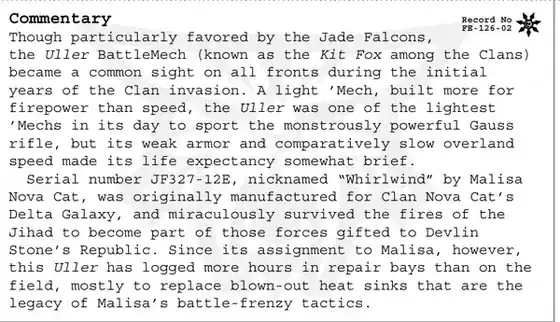 Commentary
Record No
FE-126-02
Though particularly favored by the Jade Falcons,
the Uller BattleMech (known as the Kit Fox among the Clans)
became a common sight on all fronts during the initial
years of the Clan invasion. A light ’Mech, built more for
firepower than speed, the Uller was one of the lightest
’Mechs in its day to sport the monstrously powerful Gauss
rifle, but its weak armor and comparatively slow overland
speed made its life expectancy somewhat brief.
Serial number JF327-12E, nicknamed “Whirlwind” by Malisa
Nova Cat, was originally manufactured for Clan Nova Cat’s
Delta Galaxy, and miraculously survived the fires of the
Jihad to become part of those forces gifted to Devlin
Stone’s Republic. Since its assignment to Malisa, however,
this Uller has logged more hours in repair bays than on the
field, mostly to replace blown-out heat sinks that are the
legacy of Malisa’s battle-frenzy tactics.